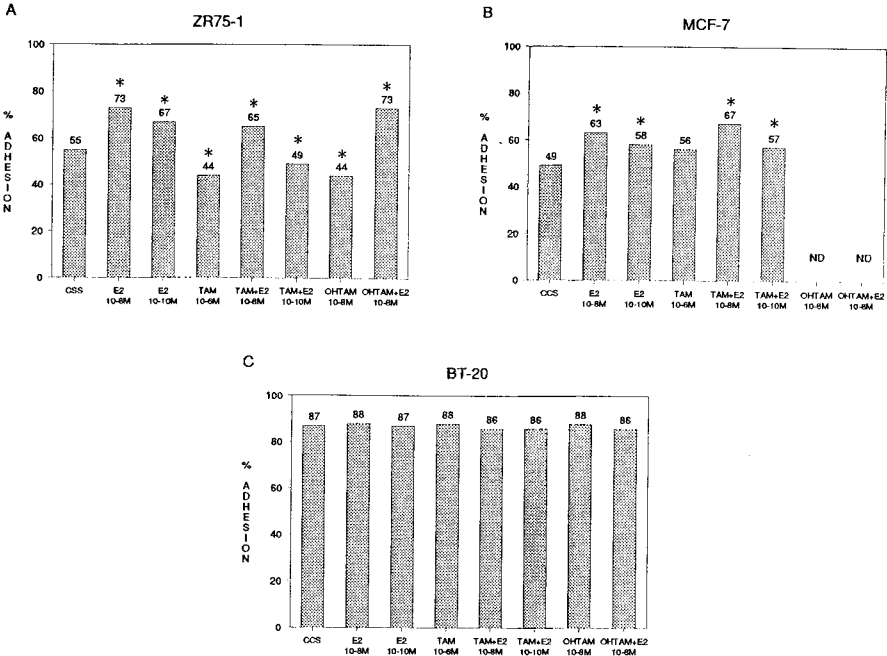 A
ZR75-1
100
80
60
40
20
0
% ADHESION
55
*
73
*
67
*
44
*
65
*
49
*
44
*
73
CSS
E2
10-8M
E2
10-10M
TAM
10-6M
TAM+E2
10-8M
TAM+E2
10-10M
OHTAM
10-8M
OHTAM+E2
10-8M
B
MCF-7
100
80
60
40
20
0
% ADHESION
49
*
63
*
58
56
*
67
*
57
ND
ND
CCS
E2
10-8M
E2
10-10M
TAM
10-6M
TAM+E2
10-8M
TAM+E2
10-10M
OHTAM
10-8M
OHTAM+E2
10-8M
C
BT-20
100
80
60
40
20
0
% ADHESION
87
88
87
88
86
86
88
86
CCS
E2
10-8M
E2
10-10M
TAM
10-6M
TAM+E2
10-8M
TAM+E2
10-10M
OHTAM
10-8M
OHTAM+E2
10-8M